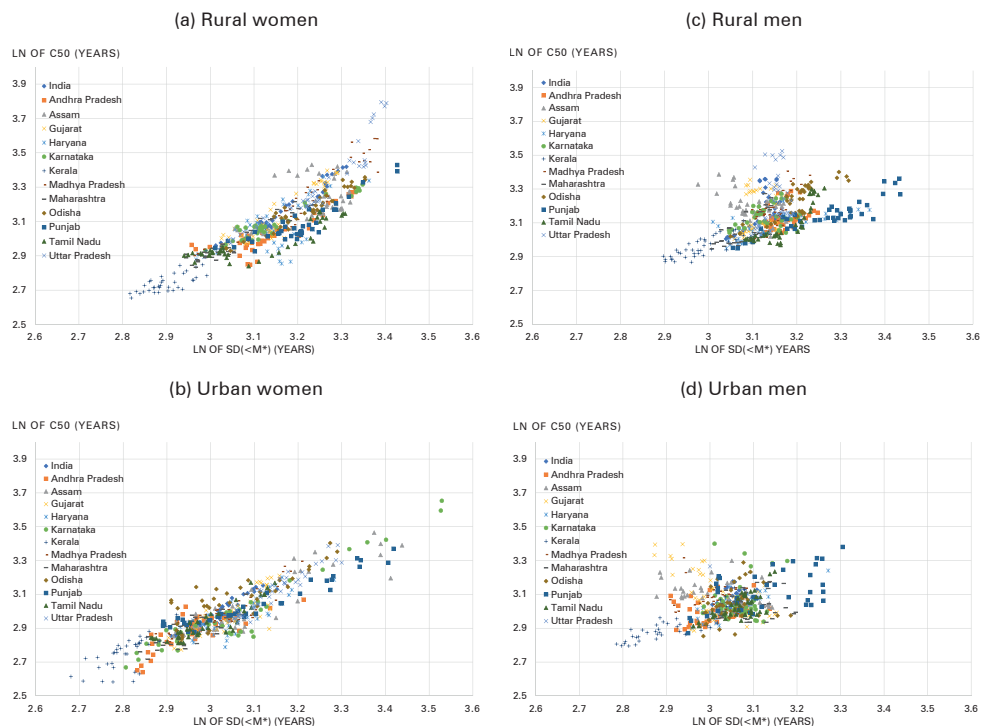 (a) Rural women
LN OF C50 (YEARS)
3.9
3.7
3.5
3.3
3.1
2.9
2.7
2.5
India
Andhra Pradesh
Assam
Gujarat
Haryana
Karnataka
Kerala
Madhya Pradesh
Maharashtra
Odisha
Punjab
Tamil Nadu
Uttar Pradesh
2.6 2.7 2.8 2.9 3 3.1 3.2 3.3 3.4 3.5 3.6
LN OF SD(<M*) (YEARS)
(c) Rural men
LN OF C50 (YEARS)
3.9
3.7
3.5
3.3
3.1
2.9
2.7
2.5
India
Andhra Pradesh
Assam
Gujarat
Haryana
Karnataka
Kerala
Madhya Pradesh
Maharashtra
Odisha
Punjab
Tamil Nadu
Uttar Pradesh
2.6 2.7 2.8 2.9 3 3.1 3.2 3.3 3.4 3.5 3.6
LN OF SD(<M*) YEARS
(b) Urban women
LN OF C50 (YEARS)
3.9
3.7
3.5
3.3
3.1
2.9
2.7
2.5
India
Andhra Pradesh
Assam
Gujarat
Haryana
Karnataka
Kerala
Madhya Pradesh
Maharashtra
Odisha
Punjab
Tamil Nadu
Uttar Pradesh
2.6 2.7 2.8 2.9 3 3.1 3.2 3.3 3.4 3.5 3.6
LN OF SD(<M*) (YEARS)
(d) Urban men
LN OF C50 (YEARS)
3.9
3.7
3.5
3.3
3.1
2.9
2.7
2.5
India
Andhra Pradesh
Assam
Gujarat
Haryana
Karnataka
Kerala
Madhya Pradesh
Maharashtra
Odisha
Punjab
Tamil Nadu
Uttar Pradesh
2.6 2.7 2.8 2.9 3 3.1 3.2 3.3 3.4 3.5 3.6
LN OF SD(<M*) (YEARS)